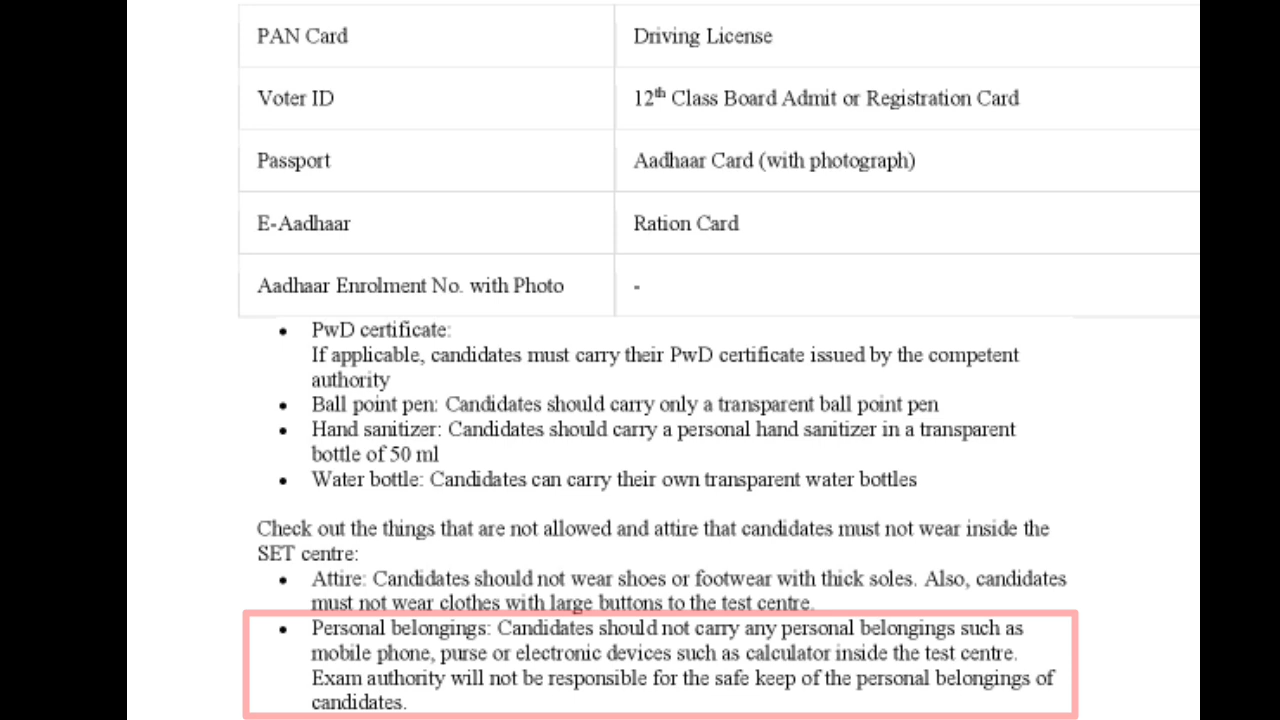 PAN Card Driving License
Voter ID 12th Class Board Admit or Registration Card
Passport Aadhaar Card (with photograph)
E-Aadhaar Ration Card
Aadhaar Enrolment No. with Photo -
• PwD certificate:
If applicable, candidates must carry their PwD certificate issued by the competent
authority
• Ball point pen: Candidates should carry only a transparent ball point pen
• Hand sanitizer: Candidates should carry a personal hand sanitizer in a transparent
bottle of 50 ml
• Water bottle: Candidates can carry their own transparent water bottles
Check out the things that are not allowed and attire that candidates must not wear inside the
SET centre:
• Attire: Candidates should not wear shoes or footwear with thick soles. Also, candidates
must not wear clothes with large buttons to the test centre.
• Personal belongings: Candidates should not carry any personal belongings such as
mobile phone, purse or electronic devices such as calculator inside the test centre.
Exam authority will not be responsible for the safe keep of the personal belongings of
candidates.